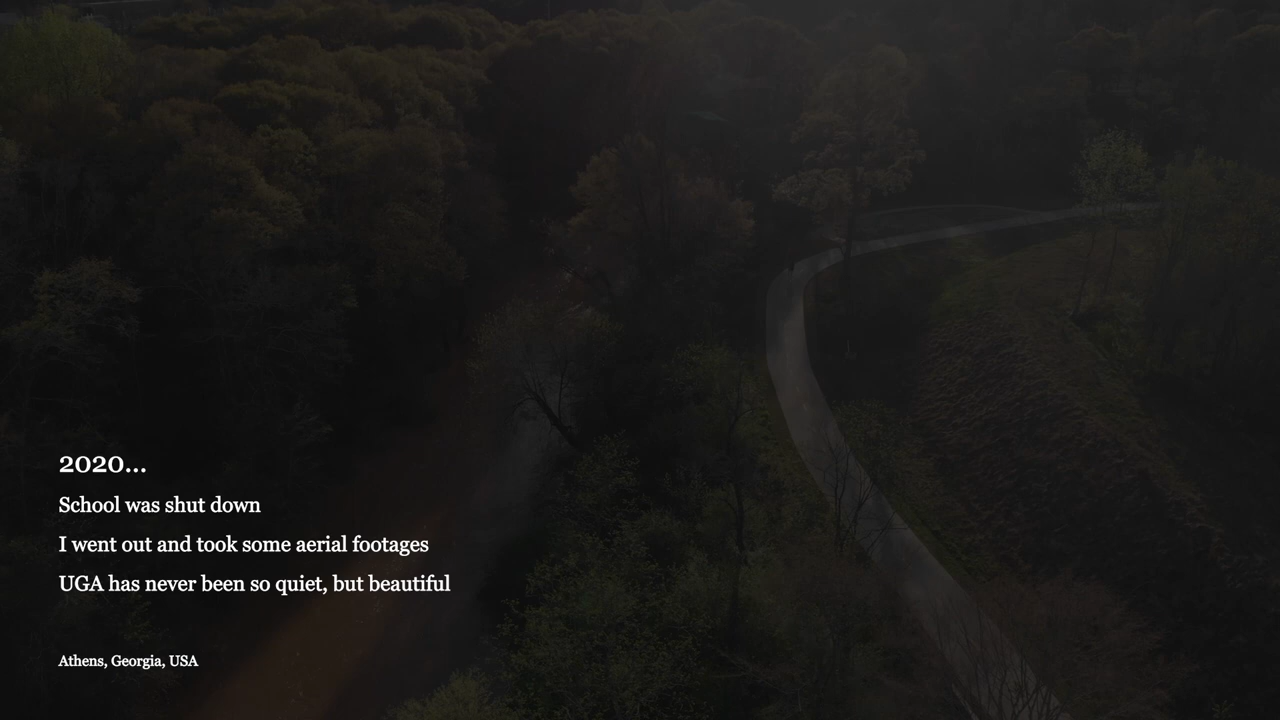 2020...
School was shut down
I went out and took some aerial footages
UGA has never been so quiet, but beautiful
Athens, Georgia, USA